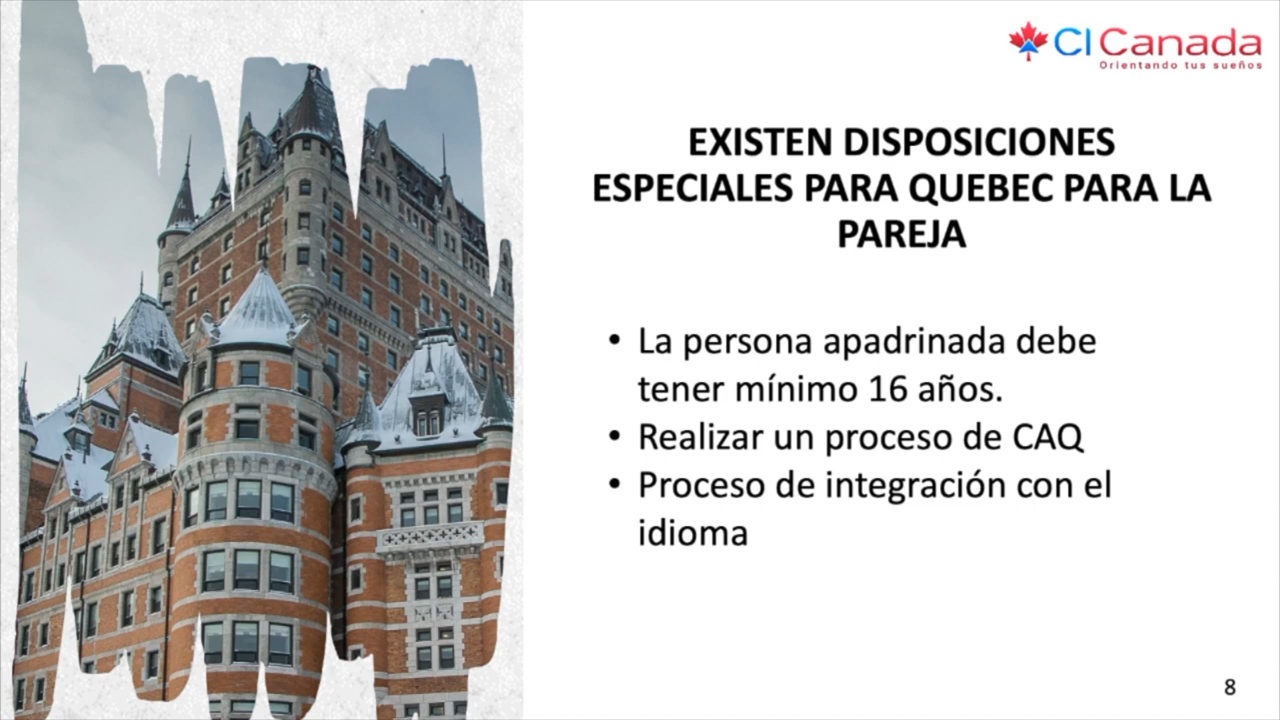 CI Canada
Orientando tus sueños
EXISTEN DISPOSICIONES
ESPECIALES PARA QUEBEC PARA LA
PAREJA
• La persona apadrinada debe
tener mínimo 16 años.
• Realizar un proceso de CAQ
• Proceso de integración con el
idioma
8